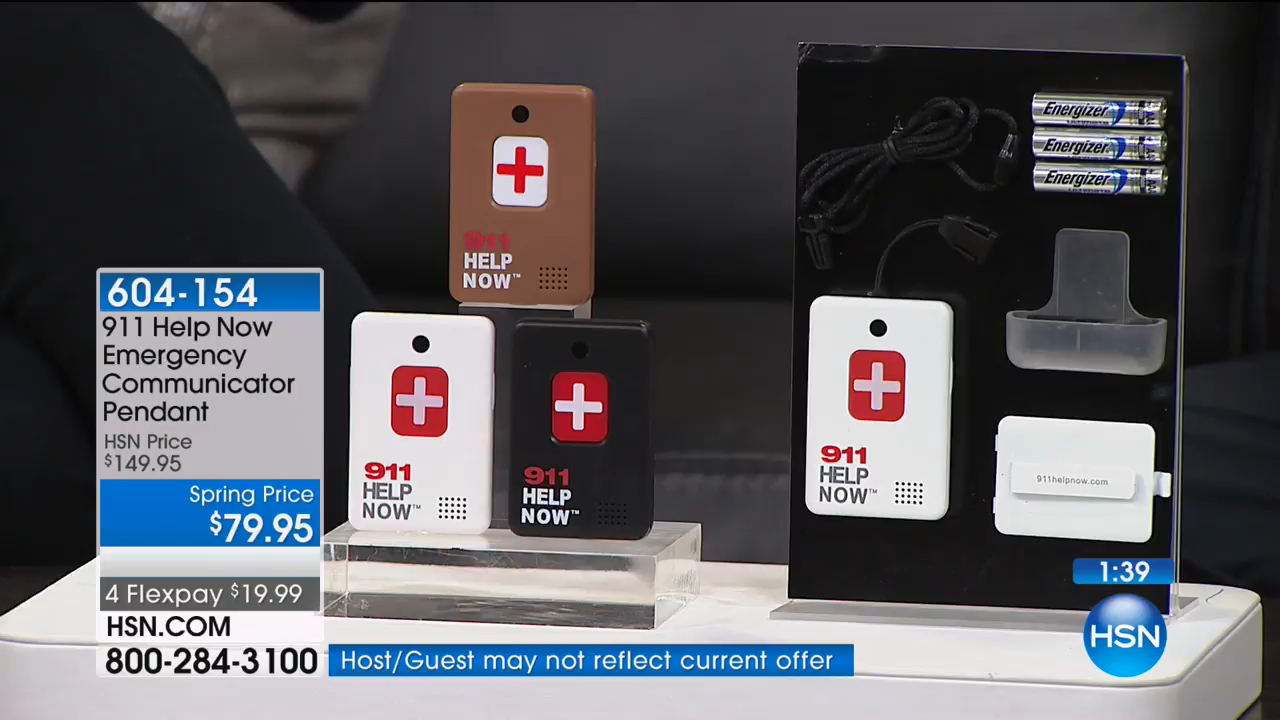 604-154
911 Help Now
Emergency
Communicator
Pendant
HSN Price
$149.95
Spring Price
$79.95
4 Flexpay $19.99
HSN.COM
800-284-3100
Host/Guest may not reflect current offer
911
HELP
NOW™
911
HELP
NOW™
911
HELP
NOW™
911
HELP
NOW™
Energizer
Energizer
Energizer
911helpnow.com
1:39
HSN